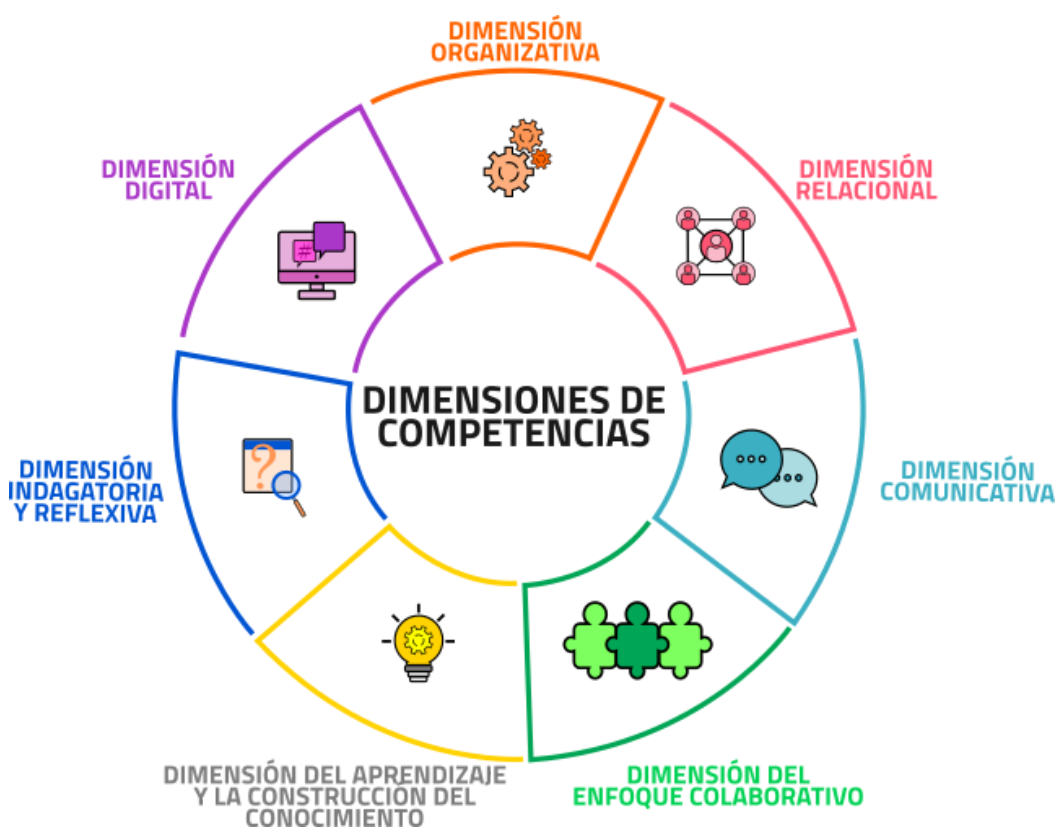 DIMENSIÓN
ORGANIZATIVA
DIMENSIÓN
DIGITAL
DIMENSIÓN
RELACIONAL
#
DIMENSIONES DE
COMPETENCIAS
DIMENSIÓN
INDAGATORIA
Y REFLEXIVA
?
DIMENSIÓN
COMUNICATIVA
DIMENSIÓN DEL APRENDIZAJE
Y LA CONSTRUCCIÓN DEL
CONOCIMIENTO
DIMENSIÓN DEL
ENFOQUE COLABORATIVO